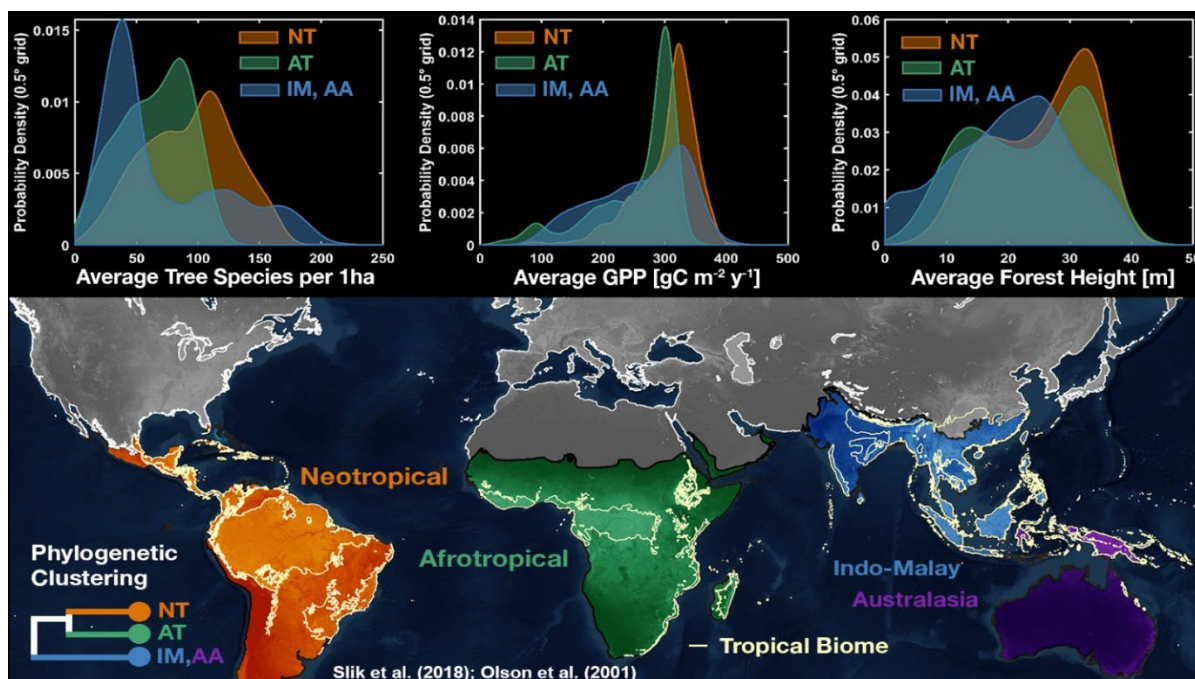 0.015
0.01
0.005
0
0
50
100
150
200
250
Probability Density (0.5° grid)
Average Tree Species per 1ha
NT
AT
IM, AA
0.014
0.012
0.01
0.008
0.006
0.004
0.002
0
0
100
200
300
400
500
Probability Density (0.5° grid)
Average GPP [gC m⁻² y⁻¹]
NT
AT
IM, AA
0.06
0.05
0.04
0.03
0.02
0.01
0
0
10
20
30
40
50
Probability Density (0.5° grid)
Average Forest Height [m]
NT
AT
IM, AA
Neotropical
Afrotropical
Indo-Malay
Australasia
Phylogenetic
Clustering
NT
AT
IM,AA
Tropical Biome
Slik et al. (2018); Olson et al. (2001)